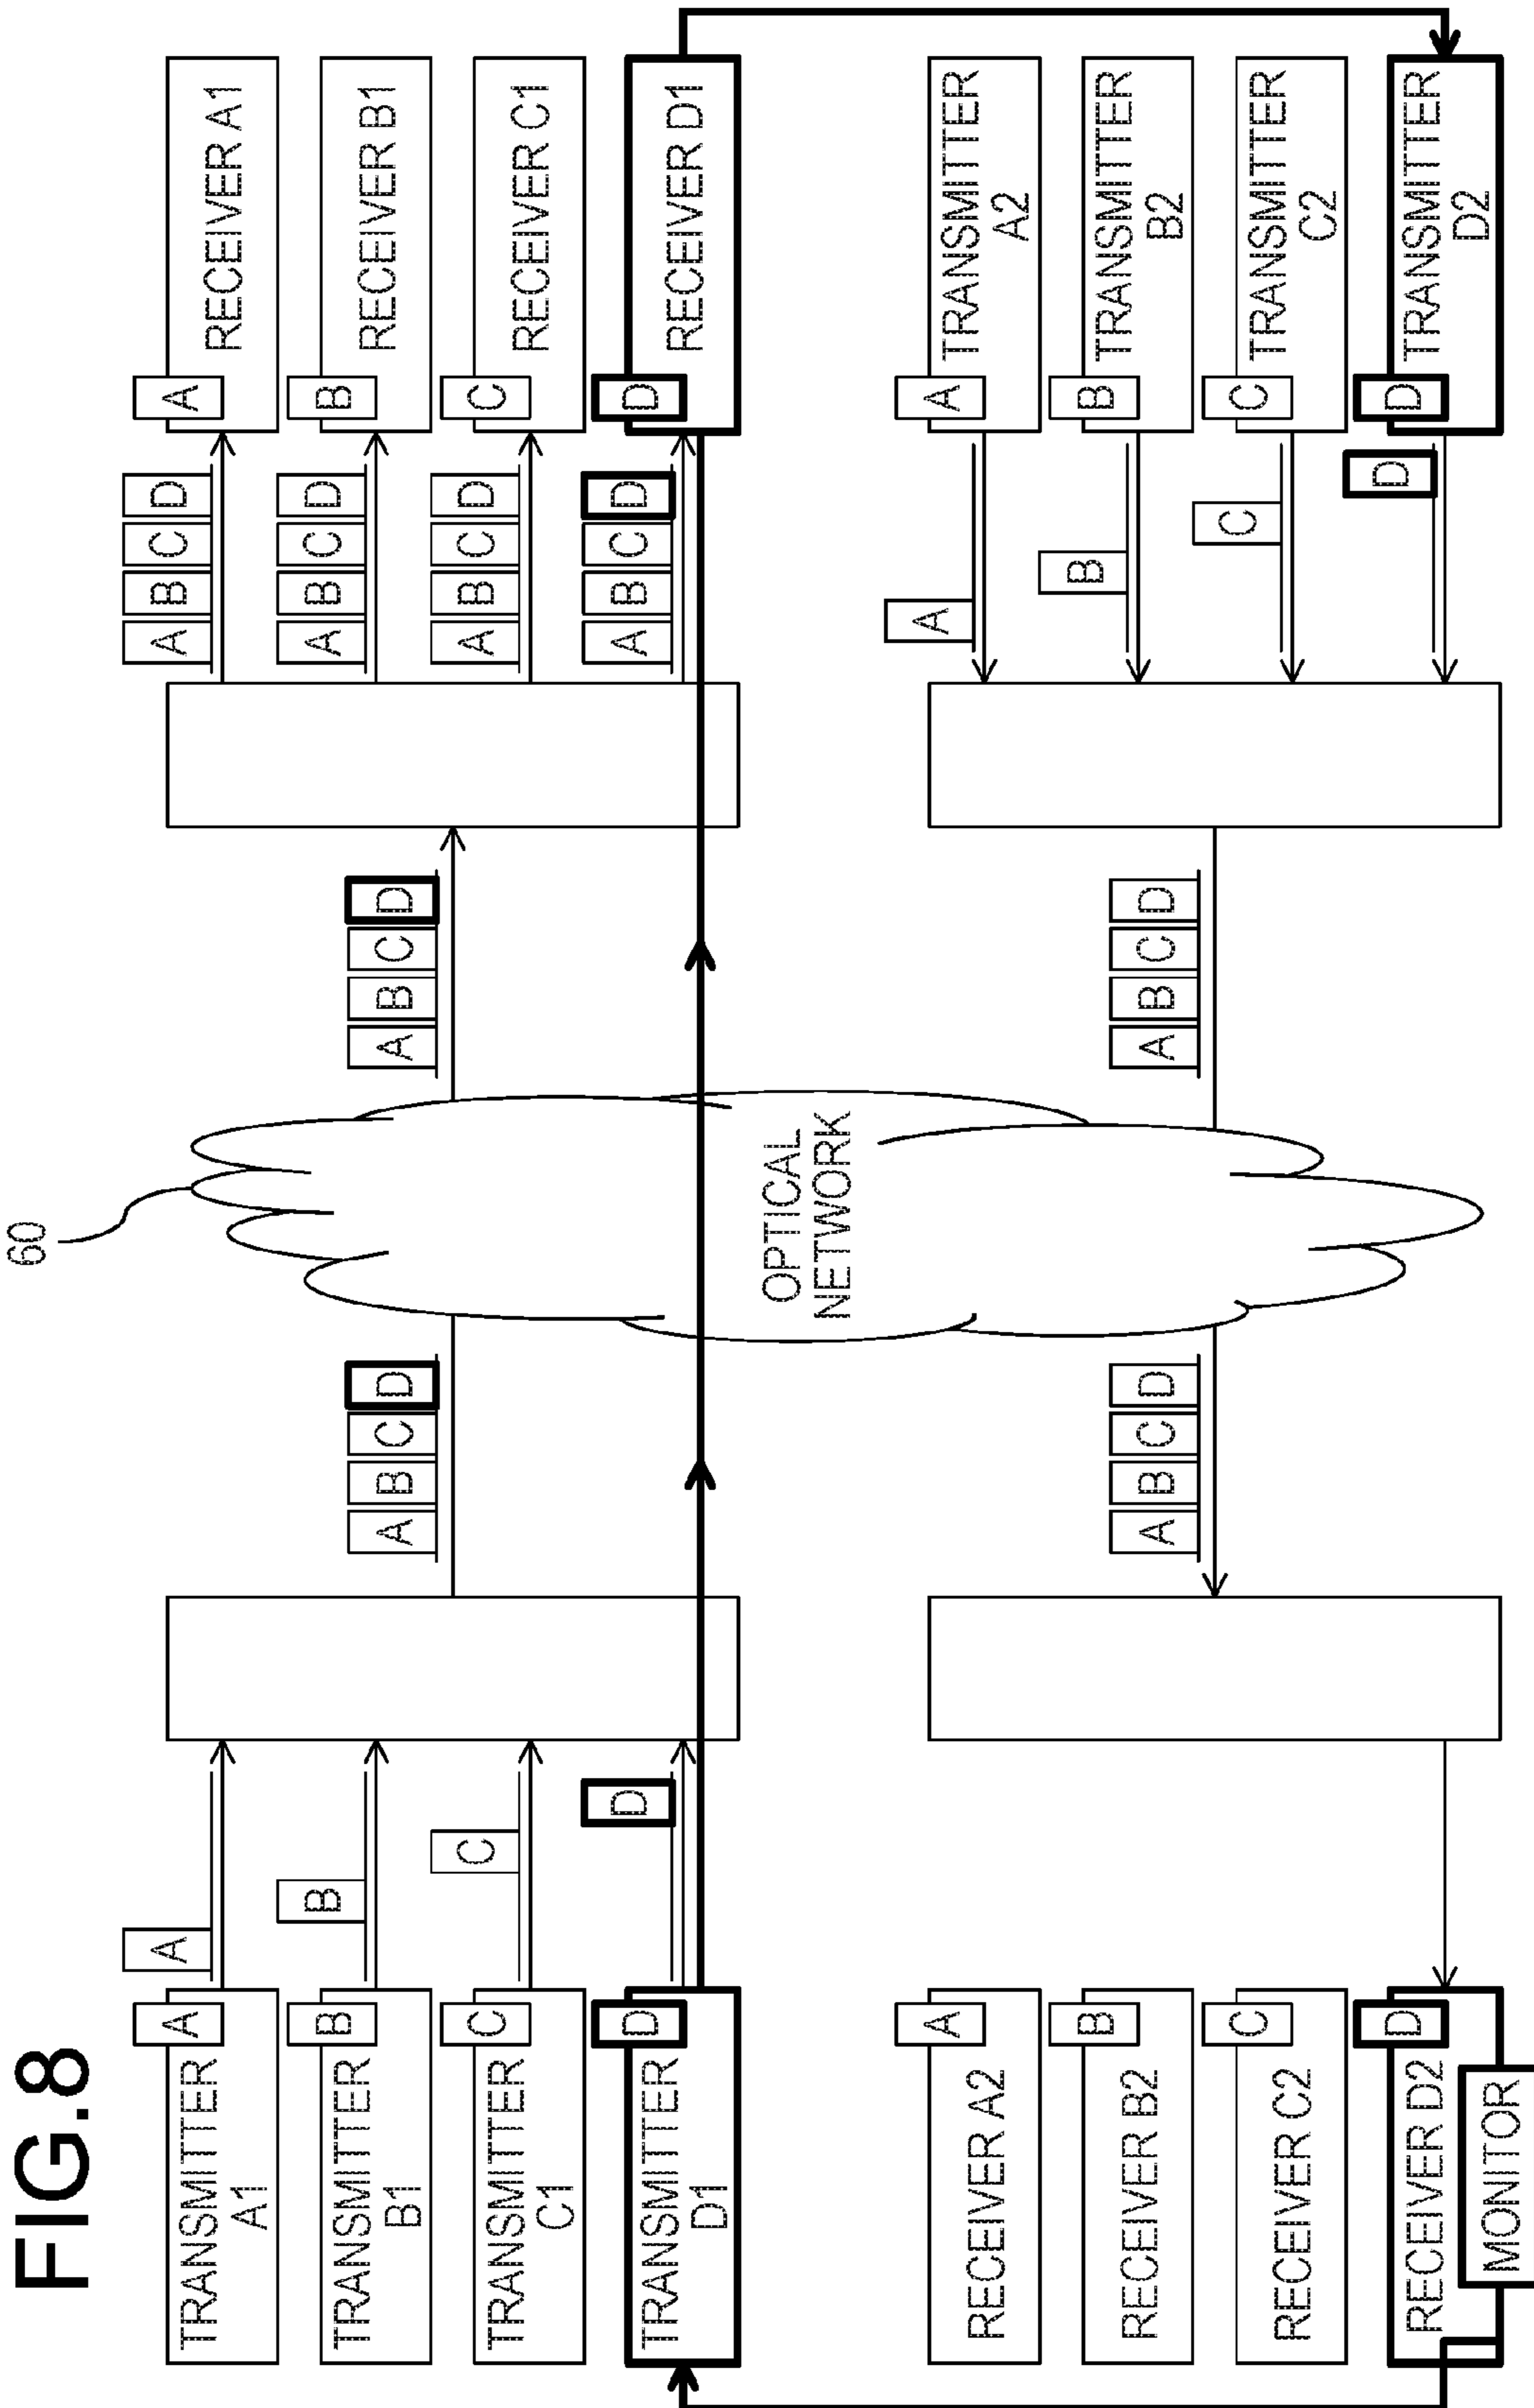 FIG.8
60
TRANSMITTER
A1
A
A
A B C D
A
RECEIVER A1
TRANSMITTER
B1
B
B
A B C D
B
RECEIVER B1
A B C D
A B C D
TRANSMITTER
C1
C
C
A B C D
C
RECEIVER C1
TRANSMITTER
D1
D
D
A B C D
D
RECEIVER D1
OPTICAL
NETWORK
RECEIVER A2
A
A
A
TRANSMITTER
A2
RECEIVER B2
B
B
B
TRANSMITTER
B2
A B C D
A B C D
RECEIVER C2
C
C
C
TRANSMITTER
C2
RECEIVER D2
D
D
D
TRANSMITTER
D2
MONITOR